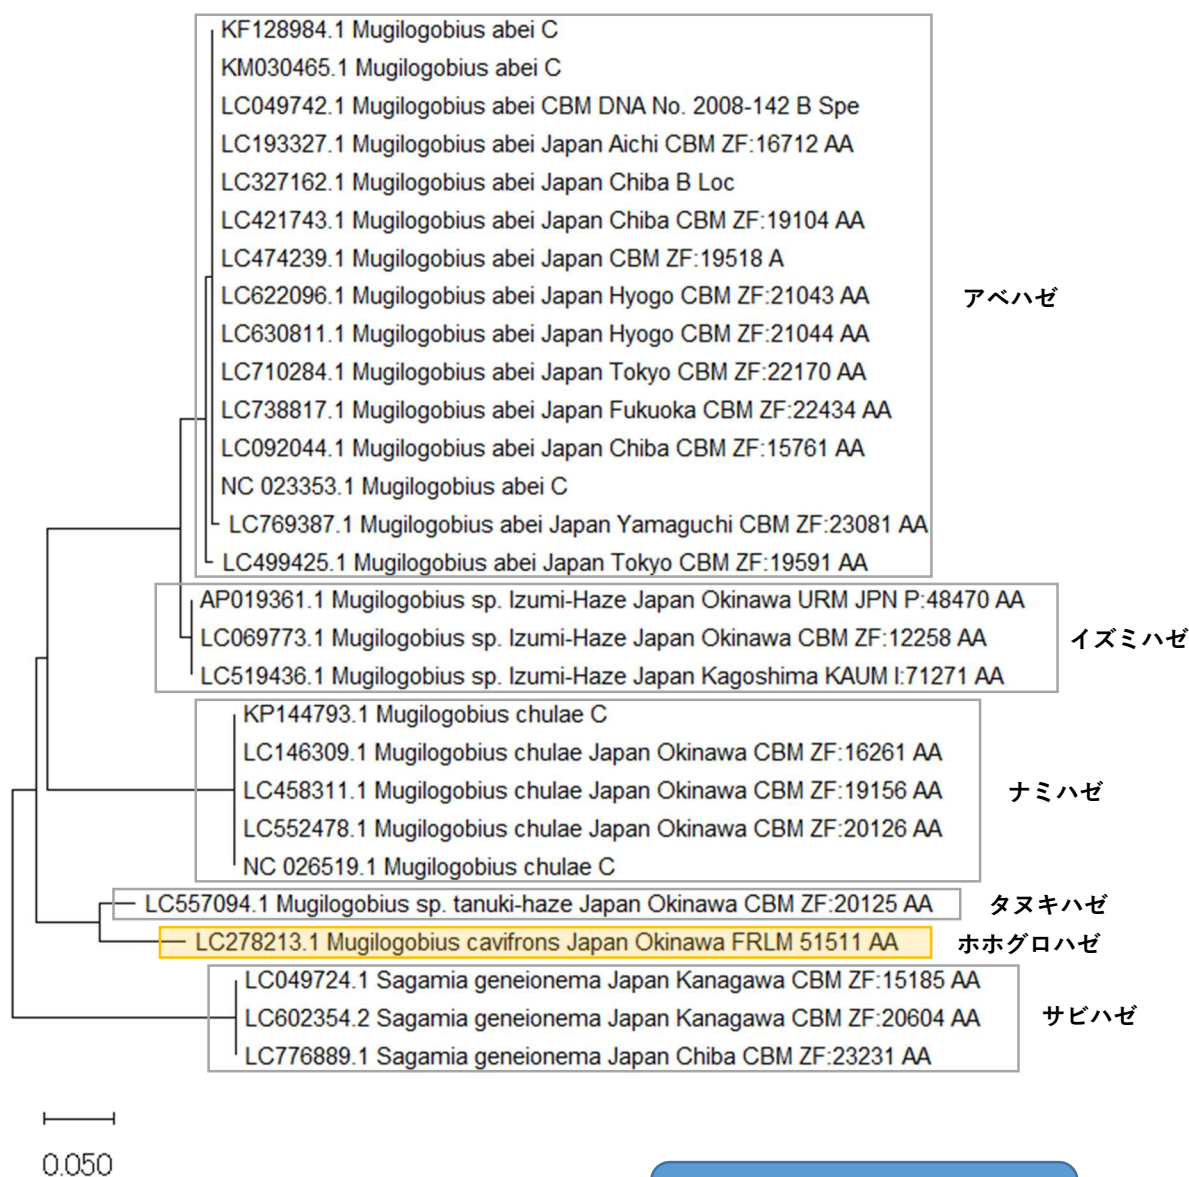 KF128984.1 Mugilogobius abei C
KM030465.1 Mugilogobius abei C
LC049742.1 Mugilogobius abei CBM DNA No. 2008-142 B Spe
LC193327.1 Mugilogobius abei Japan Aichi CBM ZF:16712 AA
LC327162.1 Mugilogobius abei Japan Chiba B Loc
LC421743.1 Mugilogobius abei Japan Chiba CBM ZF:19104 AA
LC474239.1 Mugilogobius abei Japan CBM ZF:19518 A
LC622096.1 Mugilogobius abei Japan Hyogo CBM ZF:21043 AA
アベハゼ
LC630811.1 Mugilogobius abei Japan Hyogo CBM ZF:21044 AA
LC710284.1 Mugilogobius abei Japan Tokyo CBM ZF:22170 AA
LC738817.1 Mugilogobius abei Japan Fukuoka CBM ZF:22434 AA
LC092044.1 Mugilogobius abei Japan Chiba CBM ZF:15761 AA
NC 023353.1 Mugilogobius abei C
LC769387.1 Mugilogobius abei Japan Yamaguchi CBM ZF:23081 AA
LC499425.1 Mugilogobius abei Japan Tokyo CBM ZF:19591 AA
AP019361.1 Mugilogobius sp. Izumi-Haze Japan Okinawa URM JPN P:48470 AA
LC069773.1 Mugilogobius sp. Izumi-Haze Japan Okinawa CBM ZF:12258 AA
イズミハゼ
LC519436.1 Mugilogobius sp. Izumi-Haze Japan Kagoshima KAUM I:71271 AA
KP144793.1 Mugilogobius chulae C
LC146309.1 Mugilogobius chulae Japan Okinawa CBM ZF:16261 AA
LC458311.1 Mugilogobius chulae Japan Okinawa CBM ZF:19156 AA
ナミハゼ
LC552478.1 Mugilogobius chulae Japan Okinawa CBM ZF:20126 AA
NC 026519.1 Mugilogobius chulae C
LC557094.1 Mugilogobius sp. tanuki-haze Japan Okinawa CBM ZF:20125 AA
タヌキハゼ
LC278213.1 Mugilogobius cavifrons Japan Okinawa FRLM 51511 AA
ホホグロハゼ
LC049724.1 Sagamia geneionema Japan Kanagawa CBM ZF:15185 AA
LC602354.2 Sagamia geneionema Japan Kanagawa CBM ZF:20604 AA
サビハゼ
LC776889.1 Sagamia geneionema Japan Chiba CBM ZF:23231 AA
0.050